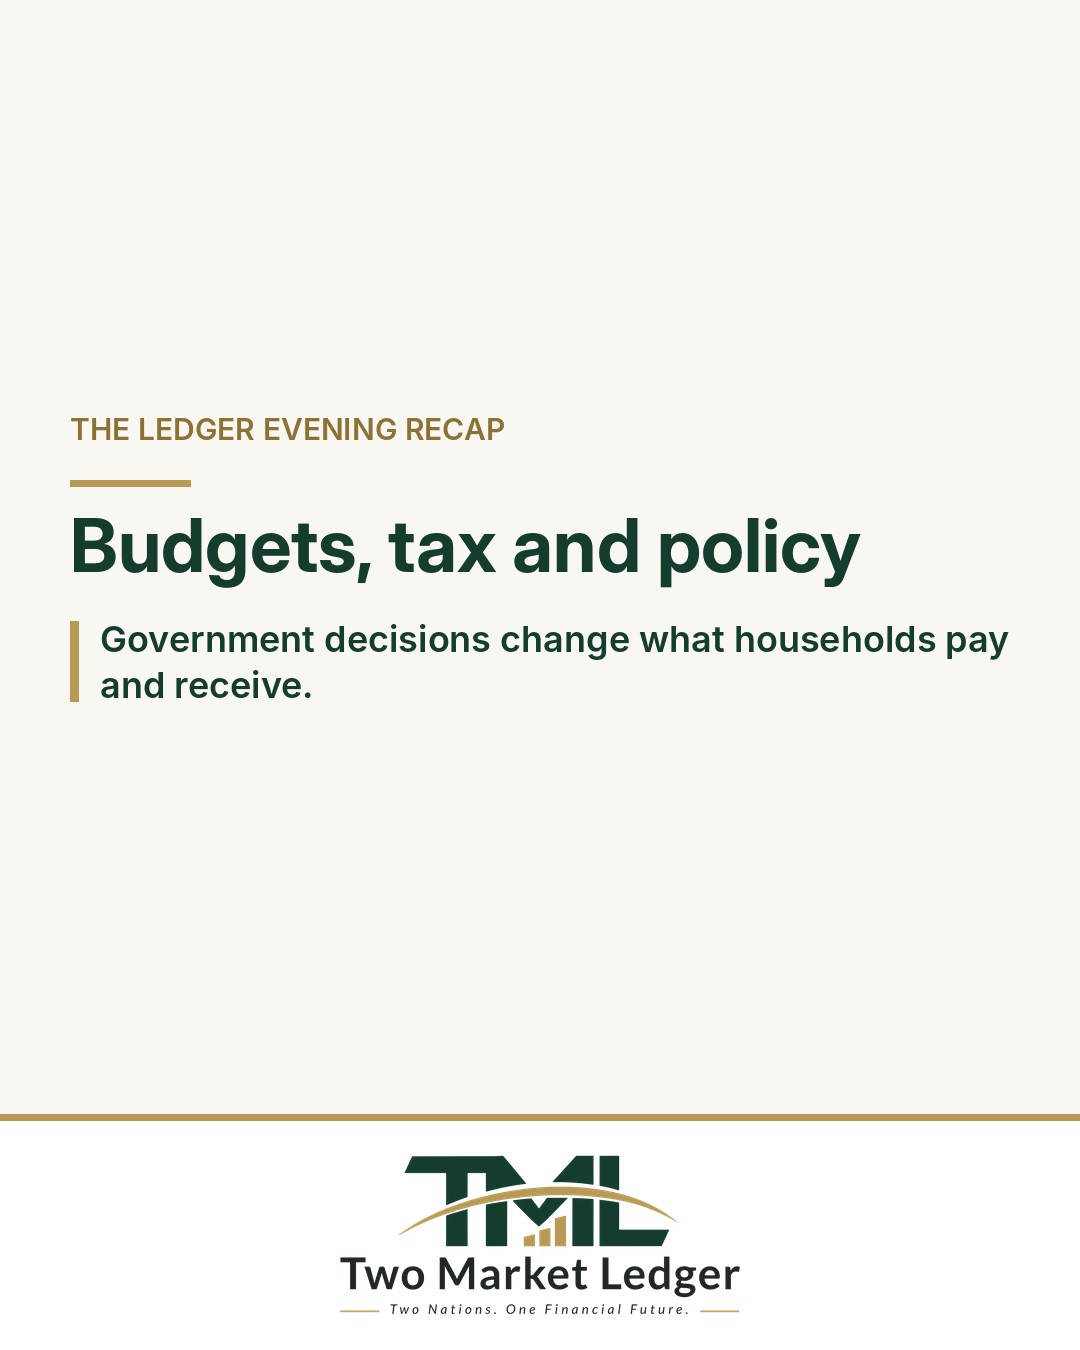 THE LEDGER EVENING RECAP
Budgets, tax and policy
Government decisions change what households pay
and receive.
TML
Two Market Ledger
Two Nations. One Financial Future.